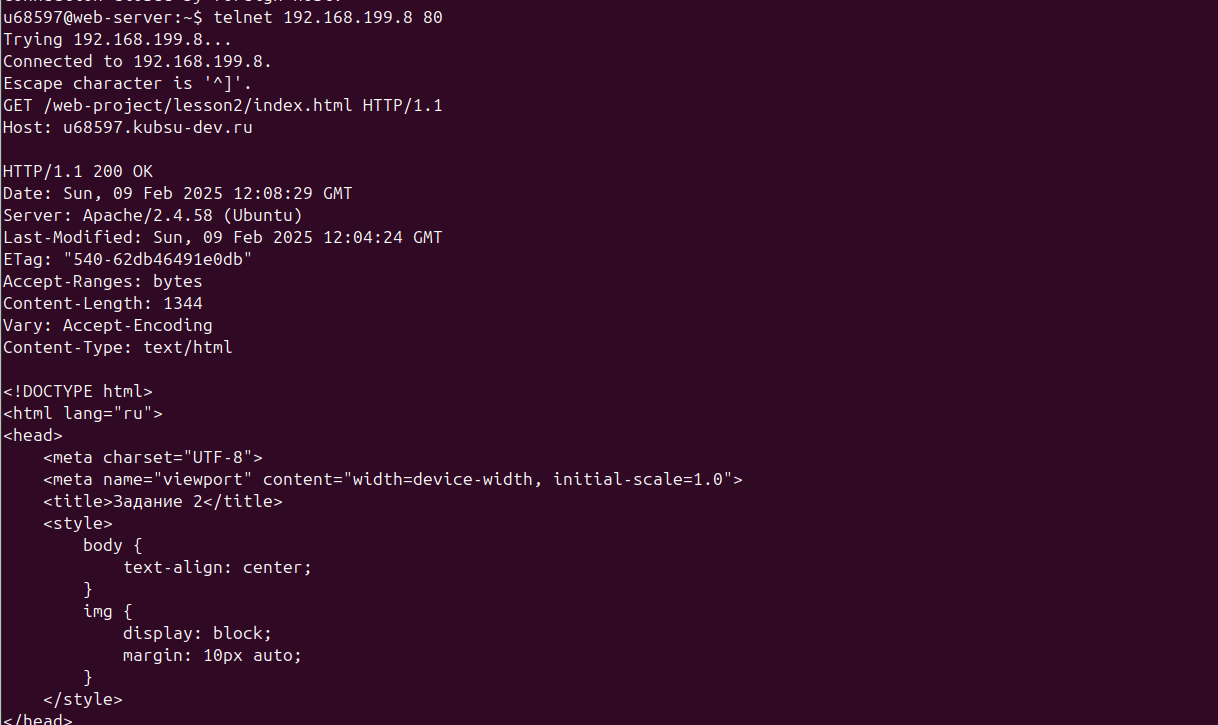 u68597@web-server:~$ telnet 192.168.199.8 80
Trying 192.168.199.8...
Connected to 192.168.199.8.
Escape character is '^]'.
GET /web-project/lesson2/index.html HTTP/1.1
Host: u68597.kubsu-dev.ru

HTTP/1.1 200 OK
Date: Sun, 09 Feb 2025 12:08:29 GMT
Server: Apache/2.4.58 (Ubuntu)
Last-Modified: Sun, 09 Feb 2025 12:04:24 GMT
ETag: "540-62db46491e0db"
Accept-Ranges: bytes
Content-Length: 1344
Vary: Accept-Encoding
Content-Type: text/html

<!DOCTYPE html>
<html lang="ru">
<head>
    <meta charset="UTF-8">
    <meta name="viewport" content="width=device-width, initial-scale=1.0">
    <title>Задание 2</title>
    <style>
        body {
            text-align: center;
        }
        img {
            display: block;
            margin: 10px auto;
        }
    </style>
</head>